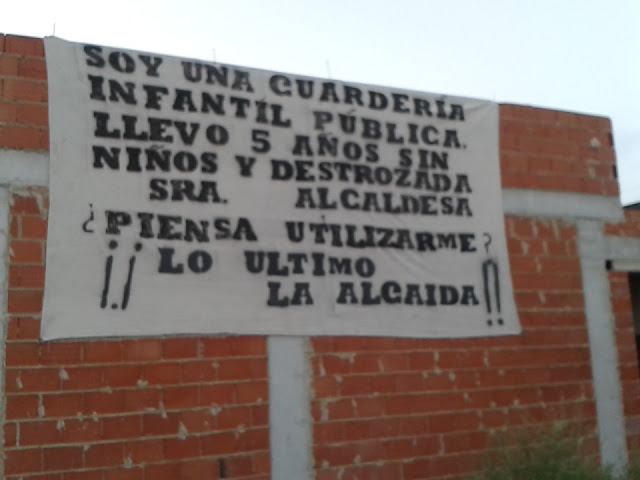 SOY UNA GUARDERÍA
INFANTÍL PÚBLICA.
LLEVO 5 AÑOS SIN
NIÑOS Y DESTROZADA
SRA. ALCALDESA
¿PIENSA UTILIZARME?
¡¡LO ULTIMO
LA ALGAIDA!!